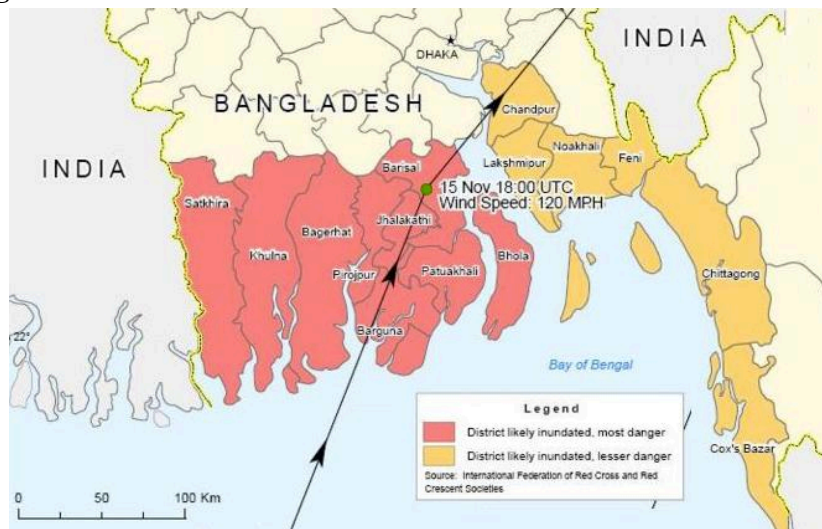 INDIA
DHAKA
BANGLADESH
INDIA
Chandpur
Noakhali
Feni
Lakshmipur
Barisal
15 Nov 18:00 UTC
Wind Speed: 120 MPH
Satkhira
Jhalakathi
Bagerhat
Khulna
Bhola
Pirojpur
Patuakhali
Chittagong
Barguna
22°
Bay of Bengal
Legend
District likely inundated, most danger
District likely inundated, lesser danger
Source: International Federation of Red Cross and Red
Crescent Societies
Cox's Bazar
0 50 100 Km